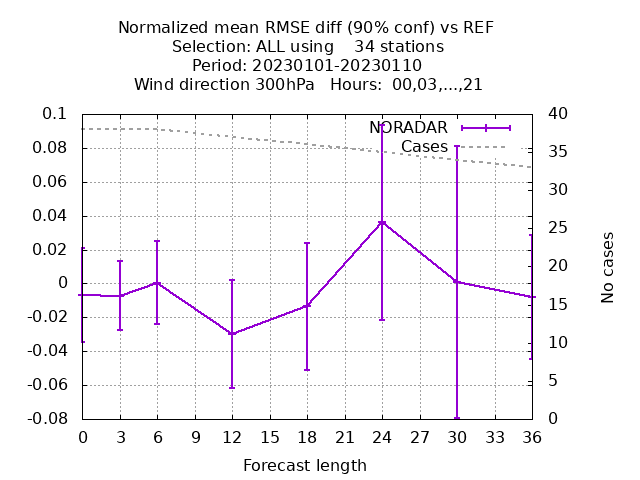 Normalized mean RMSE diff (90% conf) vs REF
Selection: ALL using    34 stations
Period: 20230101-20230110
Wind direction 300hPa   Hours:  00,03,...,21
NORADAR
Cases
0.1
0.08
0.06
0.04
0.02
0
-0.02
-0.04
-0.06
-0.08
40
35
30
25
20
15
10
5
0
No cases
0 3 6 9 12 15 18 21 24 27 30 33 36
Forecast length